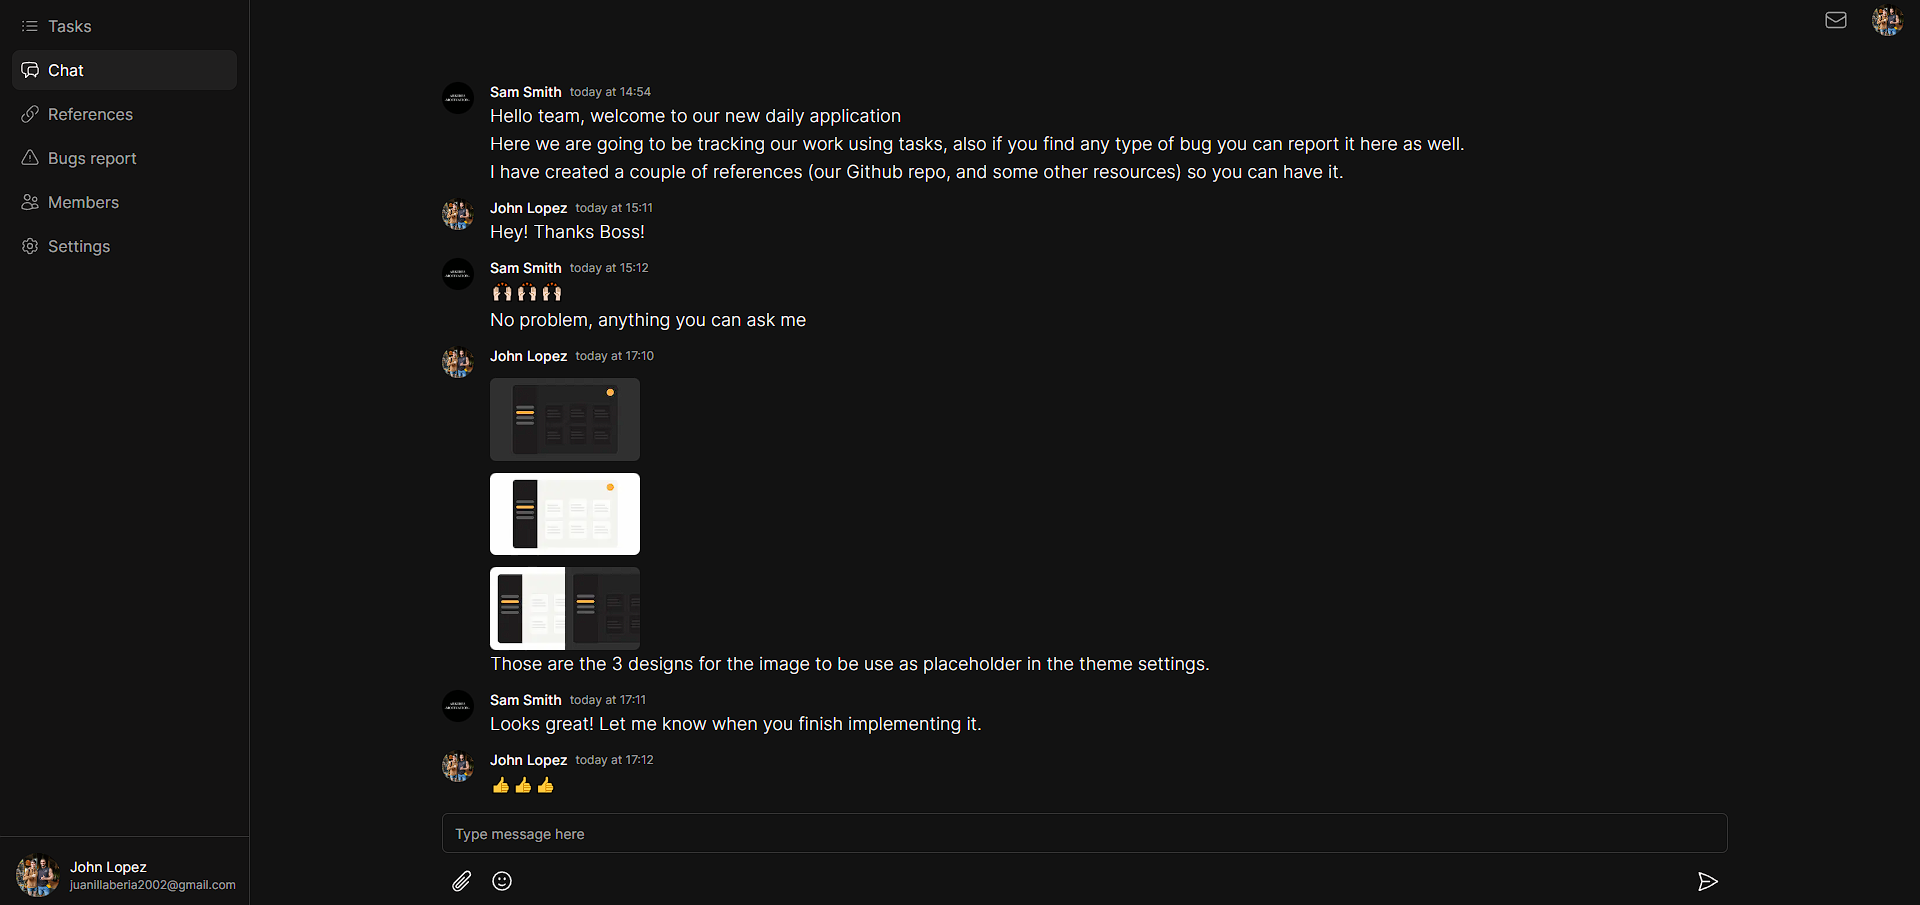 Tasks
Chat
References
Bugs report
Members
Settings
Sam Smith today at 14:54
Hello team, welcome to our new daily application
Here we are going to be tracking our work using tasks, also if you find any type of bug you can report it here as well.
I have created a couple of references (our Github repo, and some other resources) so you can have it.
John Lopez today at 15:11
Hey! Thanks Boss!
Sam Smith today at 15:12
🙌🏻🙌🏻🙌🏻
No problem, anything you can ask me
John Lopez today at 17:10
Those are the 3 designs for the image to be use as placeholder in the theme settings.
Sam Smith today at 17:11
Looks great! Let me know when you finish implementing it.
John Lopez today at 17:12
👍👍👍
Type message here
John Lopez
juanillaberia2002@gmail.com